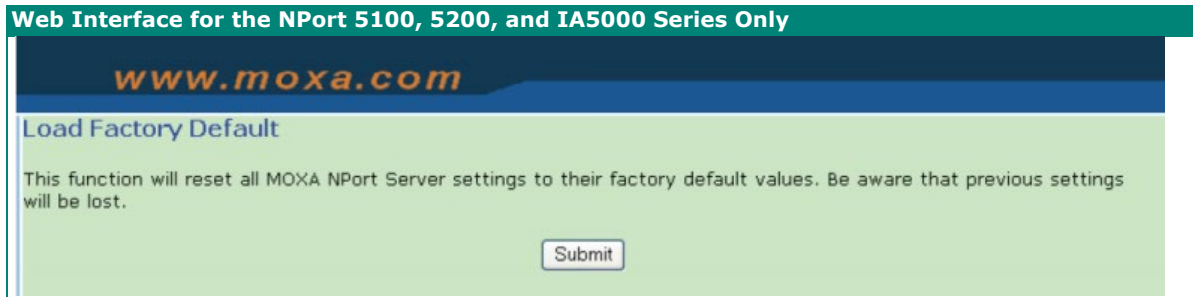 Web Interface for the NPort 5100, 5200, and IA5000 Series Only
www.moxa.com
Load Factory Default
This function will reset all MOXA NPort Server settings to their factory default values. Be aware that previous settings
will be lost.
Submit